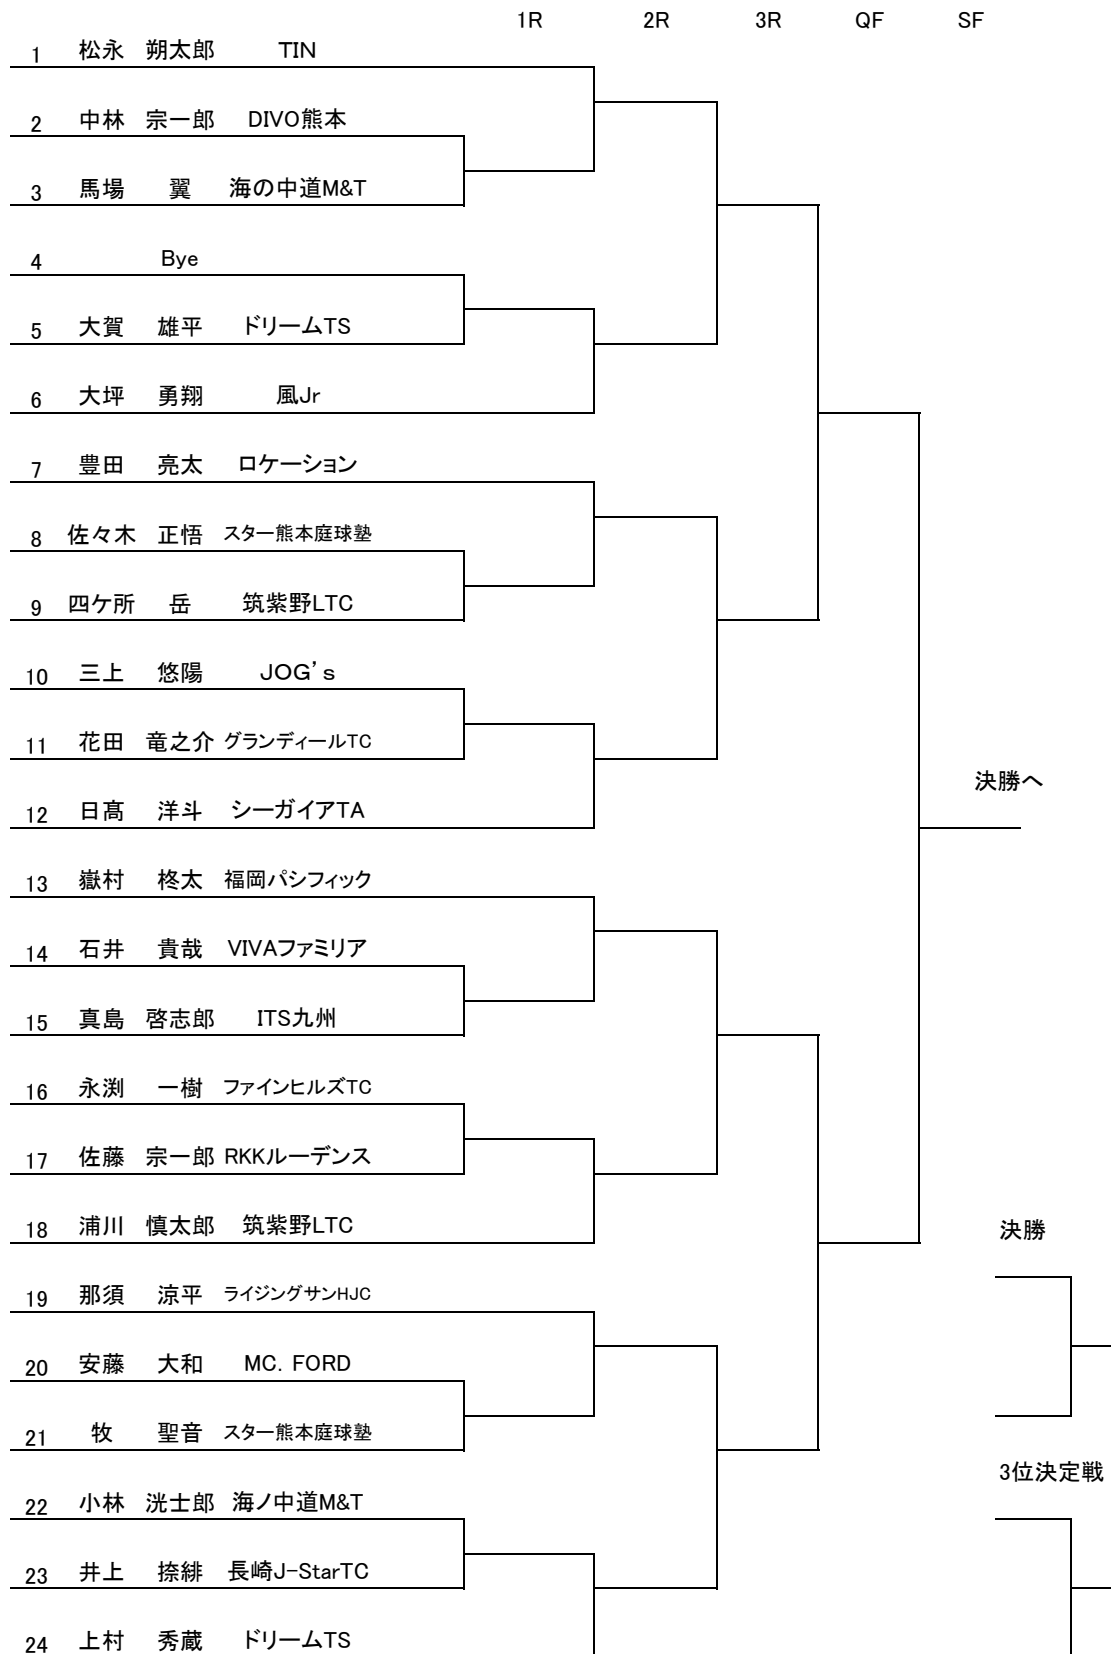 1R 2R 3R QF SF
1 松永 朔太郎 TIN
2 中林 宗一郎 DIVO熊本
3 馬場 翼 海の中道M&T
4 Bye
5 大賀 雄平 ドリームTS
6 大坪 勇翔 風Jr
7 豊田 亮太 ロケーション
8 佐々木 正悟 スター熊本庭球塾
9 四ケ所 岳 筑紫野LTC
10 三上 悠陽 JOG's
11 花田 竜之介 グランディールTC
決勝へ
12 日髙 洋斗 シーガイアTA
13 嶽村 柊太 福岡パシフィック
14 石井 貴哉 VIVAファミリア
15 真島 啓志郎 ITS九州
16 永渕 一樹 ファインヒルズTC
17 佐藤 宗一郎 RKKルーデンス
18 浦川 慎太郎 筑紫野LTC
決勝
19 那須 涼平 ライジングサンHJC
20 安藤 大和 MC. FORD
21 牧 聖音 スター熊本庭球塾
3位決定戦
22 小林 洸士郎 海ノ中道M&T
23 井上 捺緋 長崎J-StarTC
24 上村 秀蔵 ドリームTS